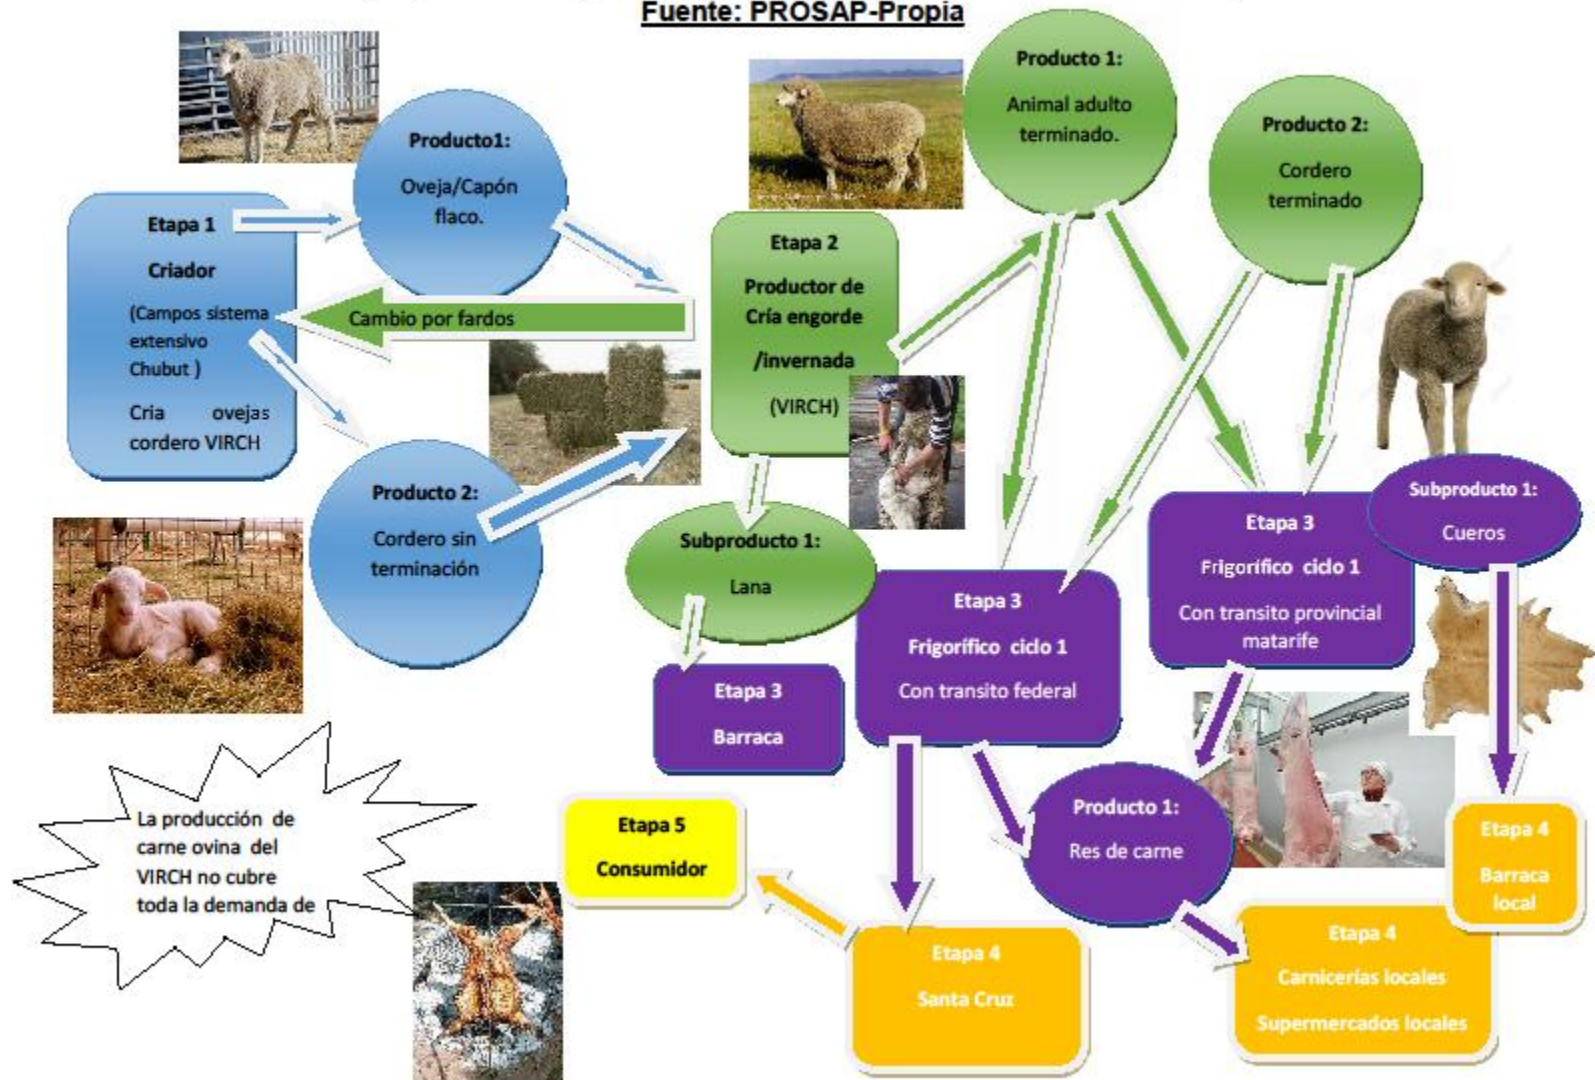 Fuente: PROSAP-Propia
Etapa 1
Criador
(Campos sistema
extensivo
Chubut )
Cria ovejas
cordero VIRCH
Producto1:
Oveja/Capón
flaco.
Cambio por fardos
Producto 2:
Cordero sin
terminación
Etapa 2
Productor de
Cría engorde
/invernada
(VIRCH)
Producto 1:
Animal adulto
terminado.
Producto 2:
Cordero
terminado
Subproducto 1:
Lana
Etapa 3
Barraca
Etapa 3
Frigorífico ciclo 1
Con transito federal
Etapa 3
Frigorífico ciclo 1
Con transito provincial
matarife
Subproducto 1:
Cueros
Producto 1:
Res de carne
Etapa 4
Barraca
local
Etapa 4
Carnicerías locales
Supermercados locales
Etapa 4
Santa Cruz
Etapa 5
Consumidor
La producción de
carne ovina del
VIRCH no cubre
toda la demanda de